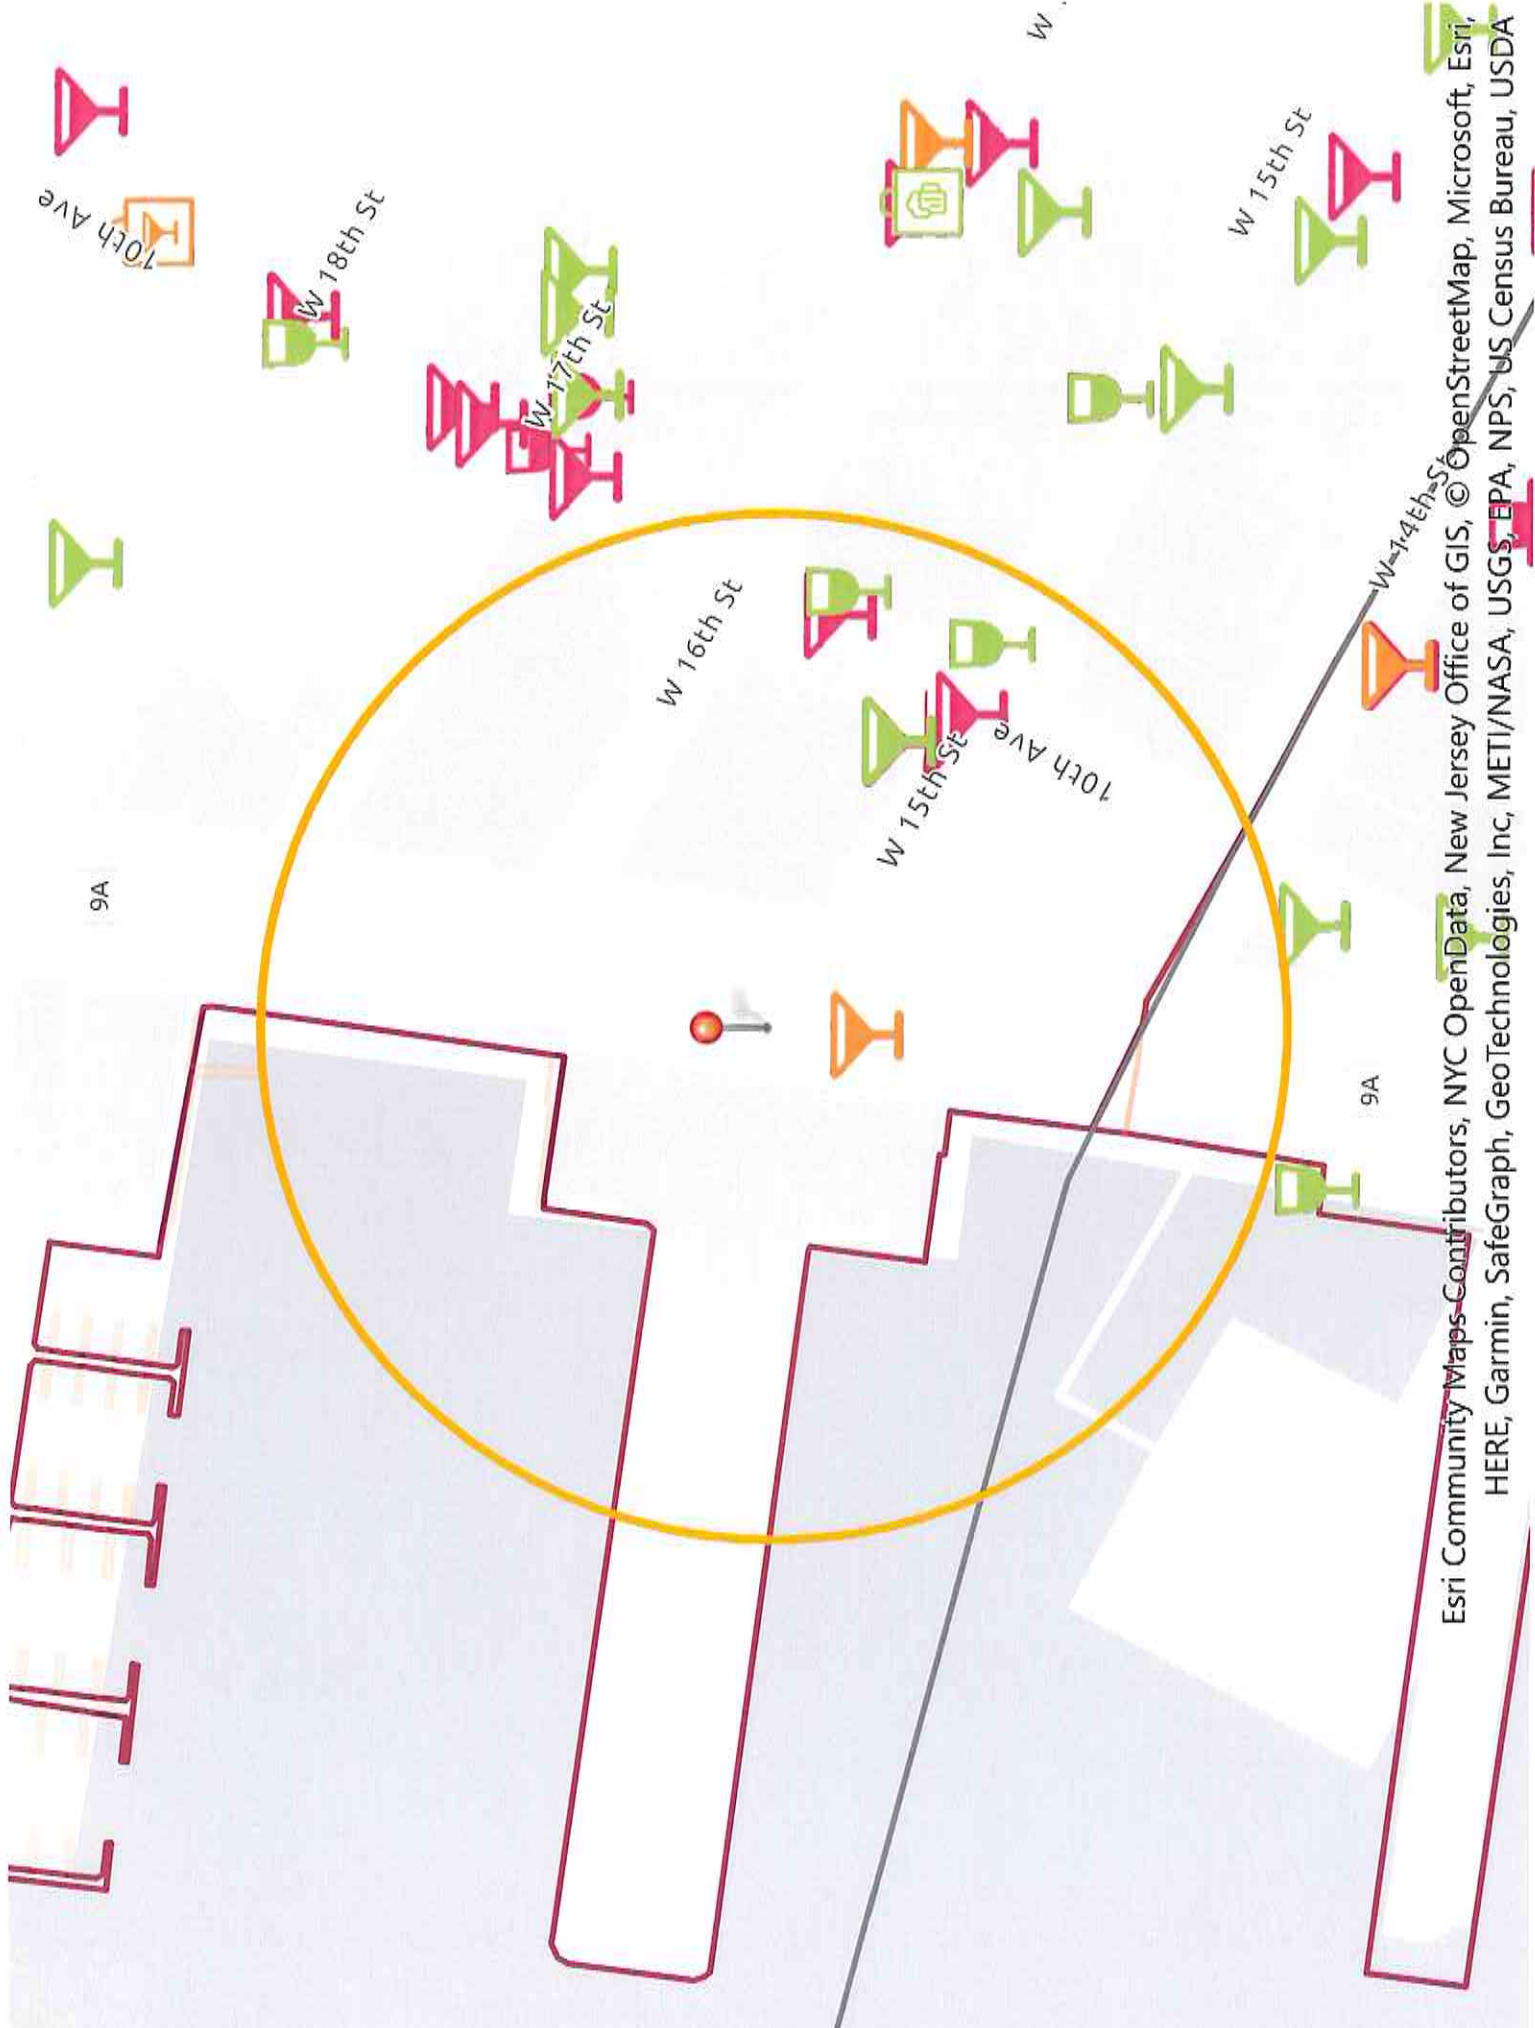 W
10th Ave
W 18th St
W 17th St
W 15th St
W 14th St
W 16th St
10th Ave
W 15th St
9A
9A
Esri Community Maps Contributors, NYC OpenData, New Jersey Office of GIS, © OpenStreetMap, Microsoft, Esri,
HERE, Garmin, SafeGraph, GeoTechnologies, Inc, METI/NASA, USGS, EPA, NPS, US Census Bureau, USDA